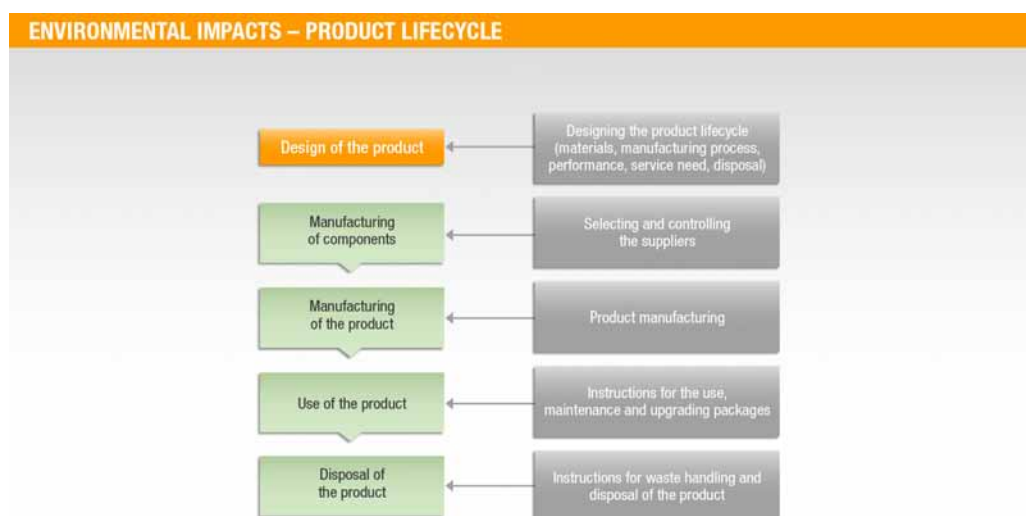 ENVIRONMENTAL IMPACTS – PRODUCT LIFECYCLE
Design of the product
Designing the product lifecycle
(materials, manufacturing process,
performance, service need, disposal)
Manufacturing
of components
Selecting and controlling
the suppliers
Manufacturing
of the product
Product manufacturing
Use of the product
Instructions for the use,
maintenance and upgrading packages
Disposal of
the product
Instructions for waste handling and
disposal of the product